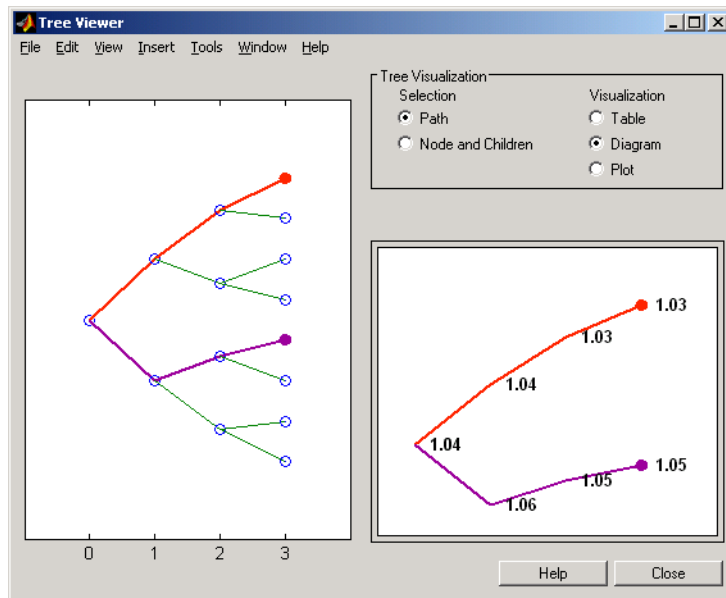 Tree Viewer
File Edit View Insert Tools Window Help
Tree Visualization
Selection Visualization
Path Table
Node and Children Diagram
Plot
1.03
1.03
1.04
1.04
1.05
1.05
1.06
0 1 2 3
Help Close